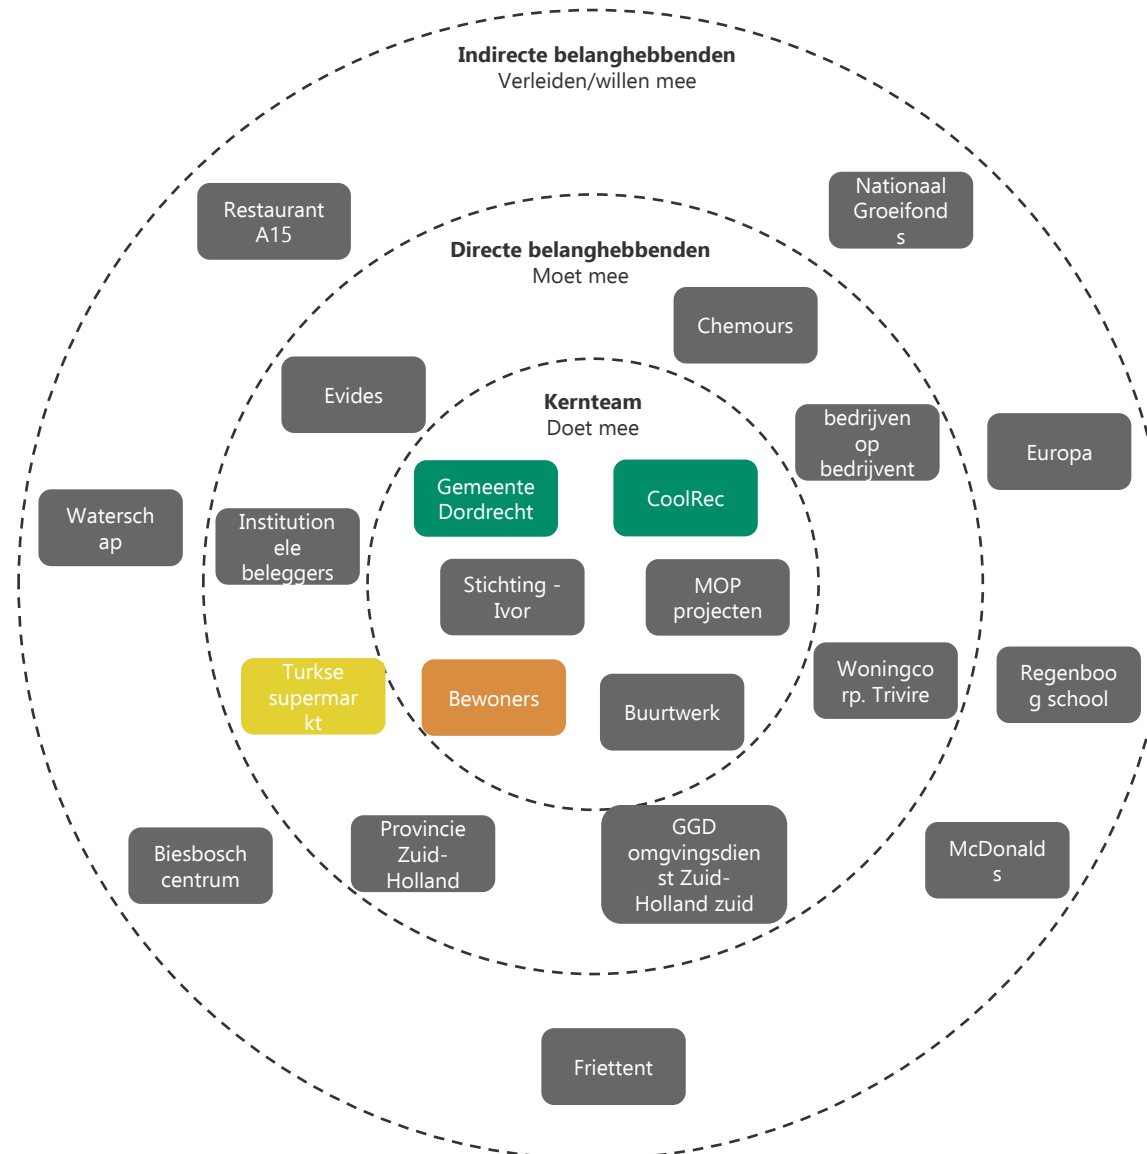 Indirecte belanghebbenden
Verleiden/willen mee
Nationaal
Groeifond
s
Restaurant
A15
Directe belanghebbenden
Moet mee
Chemours
Evides
Kernteam
Doet mee
bedrijven
op
bedrijvent
Europa
Gemeente
Dordrecht
CoolRec
Watersch
ap
Institution
ele
beleggers
Stichting -
Ivor
MOP
projecten
Turkse
supermar
kt
Bewoners
Buurtwerk
Woningco
rp. Trivire
Regenboo
g school
Biesbosch
centrum
Provincie
Zuid-
Holland
GGD
omgvingsdien
st Zuid-
Holland zuid
McDonald
s
Friettent